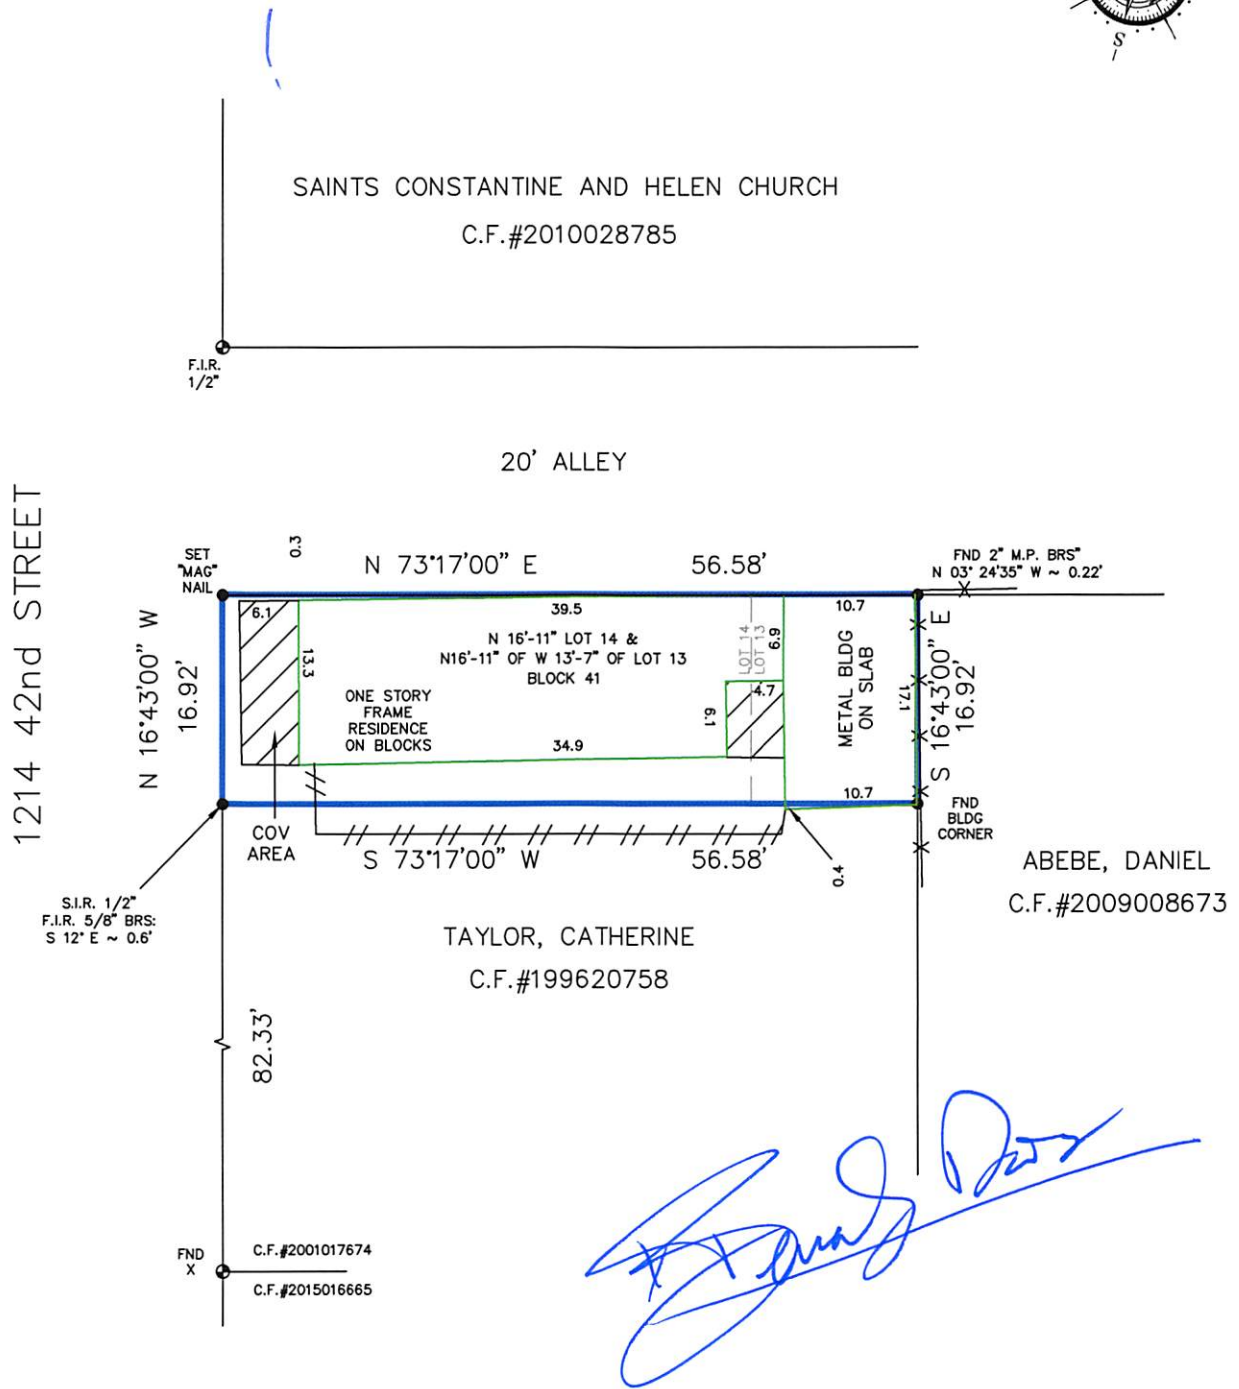 S
SAINTS CONSTANTINE AND HELEN CHURCH
C.F.#2010028785
F.I.R.
1/2"
20' ALLEY
1214 42nd STREET
SET
"MAG"
NAIL
0.3
N 73°17'00" E
56.58'
FND 2" M.P. BRS"
N 03° 24'35" W ~ 0.22'
N 16°43'00" W
16.92'
6.1
13.3
39.5
N 16'-11" LOT 14 &
N16'-11" OF W 13'-7" OF LOT 13
BLOCK 41
ONE STORY
FRAME
RESIDENCE
ON BLOCKS
34.9
LOT 14
LOT 13
6.9
4.7
6.1
10.7
METAL BLDG
ON SLAB
17.1
10.7
S 16°43'00" E
16.92'
FND
BLDG
CORNER
COV
AREA
S 73°17'00" W
56.58'
0.4
S.I.R. 1/2"
F.I.R. 5/8" BRS:
S 12° E ~ 0.6'
ABEBE, DANIEL
C.F.#2009008673
TAYLOR, CATHERINE
C.F.#199620758
82.33'
FND
X
C.F.#2001017674
C.F.#2015016665